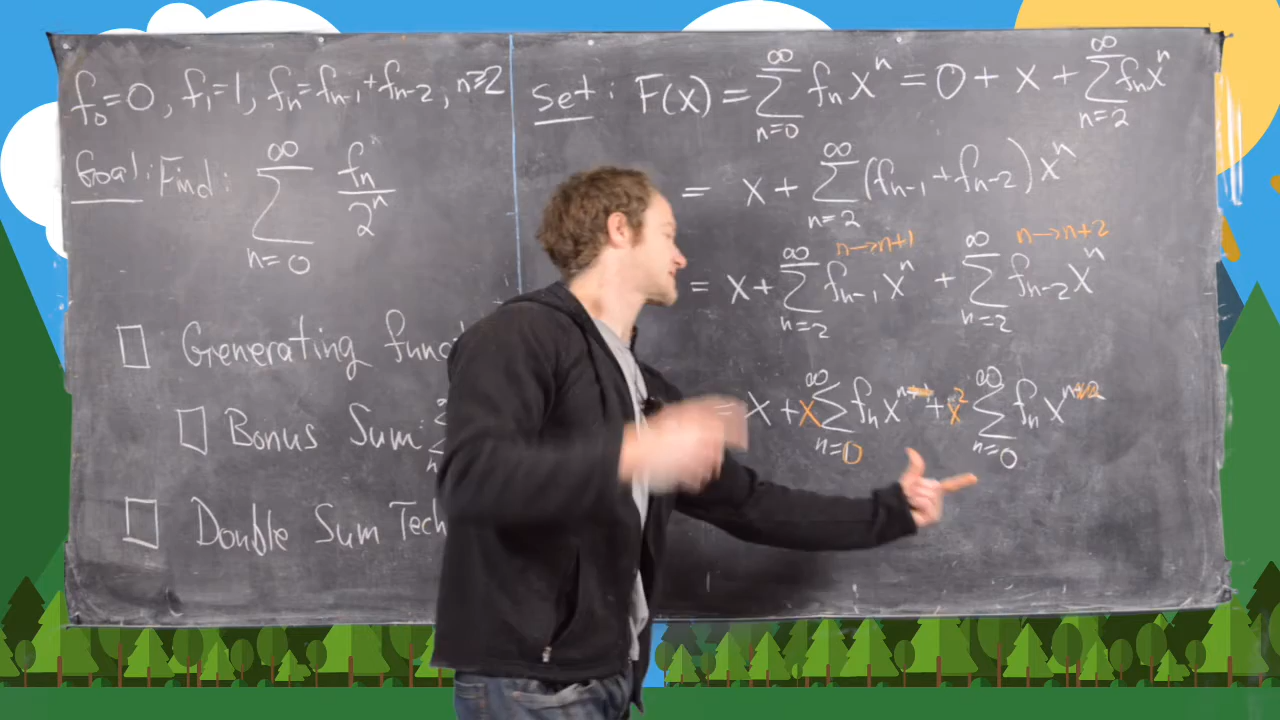 f₀=0, f₁=1, fₙ=fₙ₋₁+fₙ₋₂, n≥2
Goal: Find: ∑_{n=0}^{∞} fₙ/2ⁿ
□ Generating
□ Bonus Sum:
□ Double Sum
Set: F(x) = ∑_{n=0}^{∞} fₙxⁿ = 0 + x + ∑_{n=2}^{∞} fₙxⁿ
= x + ∑_{n=2}^{∞} (fₙ₋₁+fₙ₋₂)xⁿ
n→n+1 n→n+2
= x + ∑_{n=2}^{∞} fₙ₋₁xⁿ + ∑_{n=2}^{∞} fₙ₋₂xⁿ
= x + x∑_{n=0}^{∞} fₙxⁿ + x²∑_{n=0}^{∞} fₙxⁿ